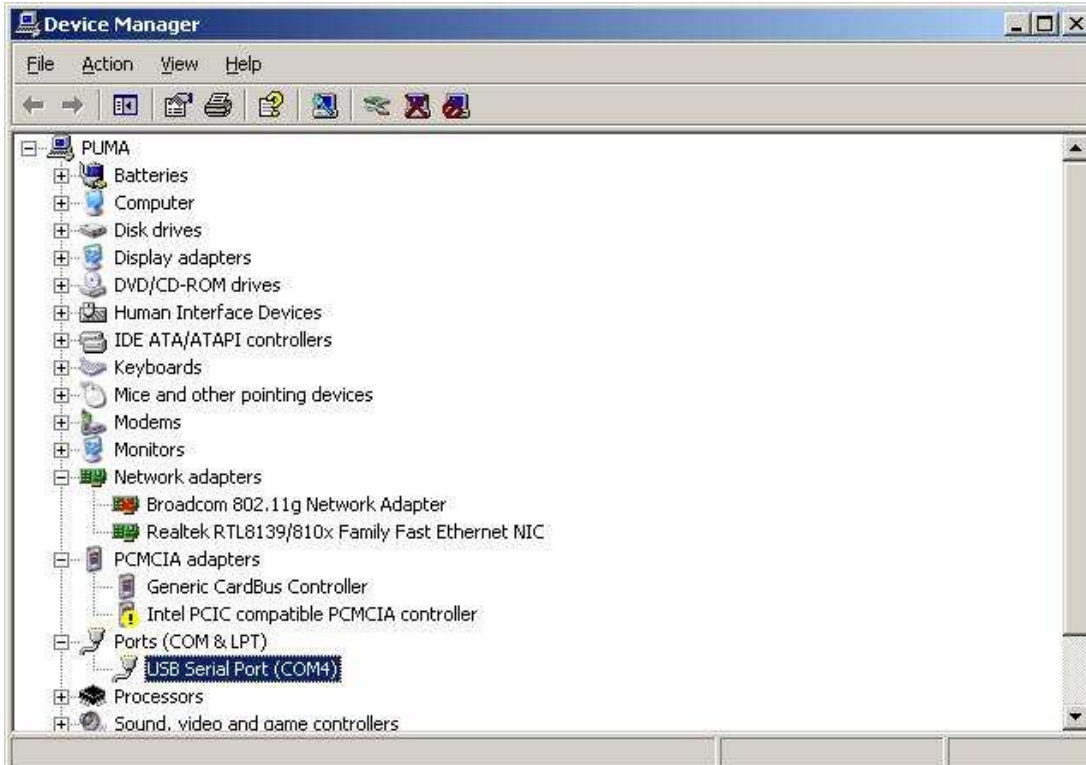 Device Manager
File Action View Help
PUMA
Batteries
Computer
Disk drives
Display adapters
DVD/CD-ROM drives
Human Interface Devices
IDE ATA/ATAPI controllers
Keyboards
Mice and other pointing devices
Modems
Monitors
Network adapters
Broadcom 802.11g Network Adapter
Realtek RTL8139/810x Family Fast Ethernet NIC
PCMCIA adapters
Generic CardBus Controller
Intel PCIC compatible PCMCIA controller
Ports (COM & LPT)
USB Serial Port (COM4)
Processors
Sound, video and game controllers